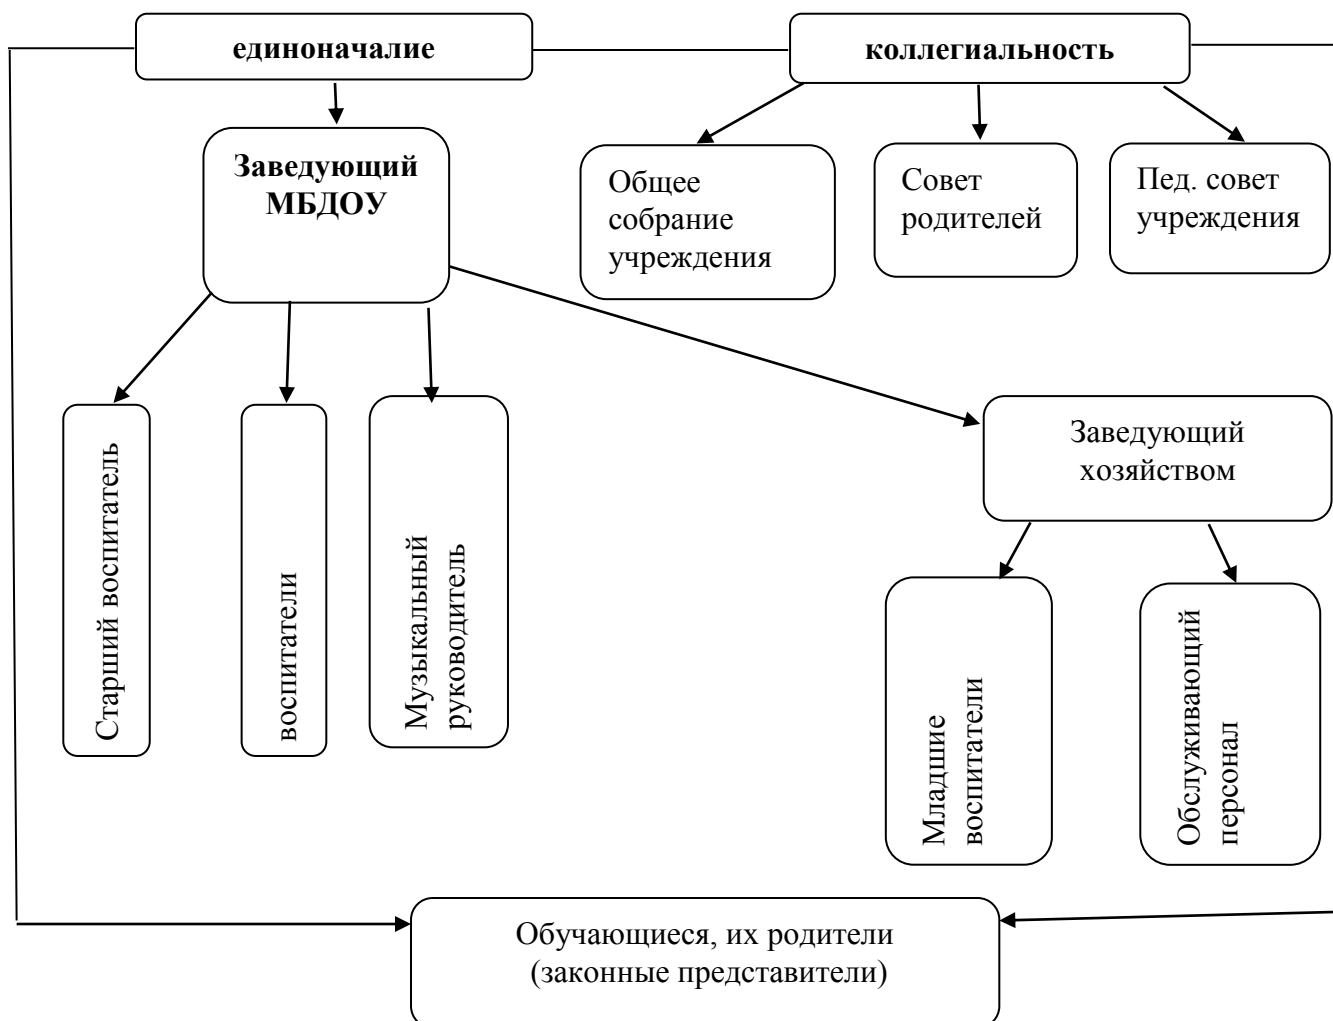 единоначалие
коллегиальность
Заведующий
МБДОУ
Общее
собрание
учреждения
Совет
родителей
Пед. совет
учреждения
Старший воспитатель
воспитатели
Музыкальный
руководитель
Заведующий
хозяйством
Младшие
воспитатели
Обслуживающий
персонал
Обучающиеся, их родители
(законные представители)